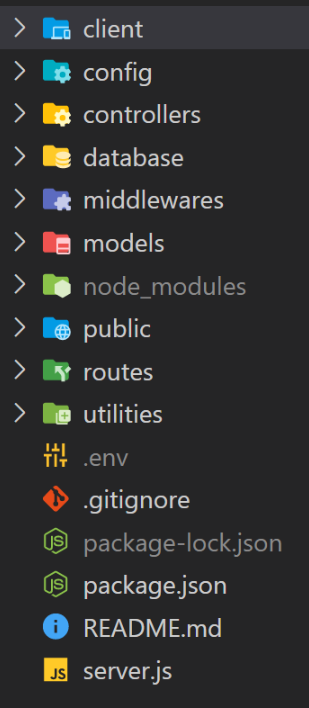 client
config
controllers
database
middlewares
models
node_modules
public
routes
utilities
.env
.gitignore
package-lock.json
package.json
README.md
server.js